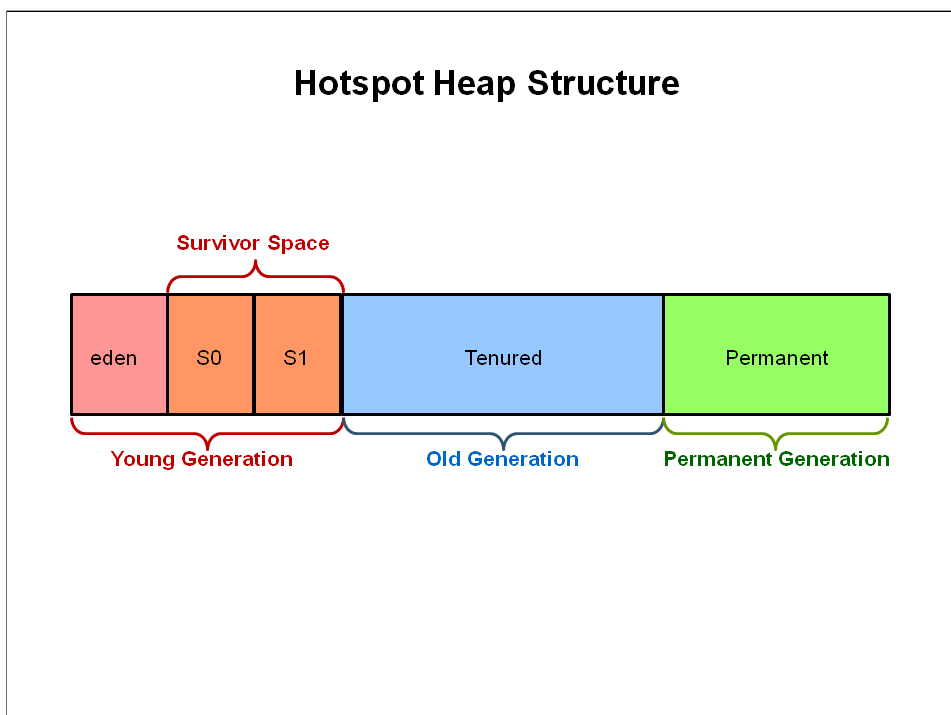 Hotspot Heap Structure
Survivor Space
eden
S0
S1
Tenured
Permanent
Young Generation
Old Generation
Permanent Generation